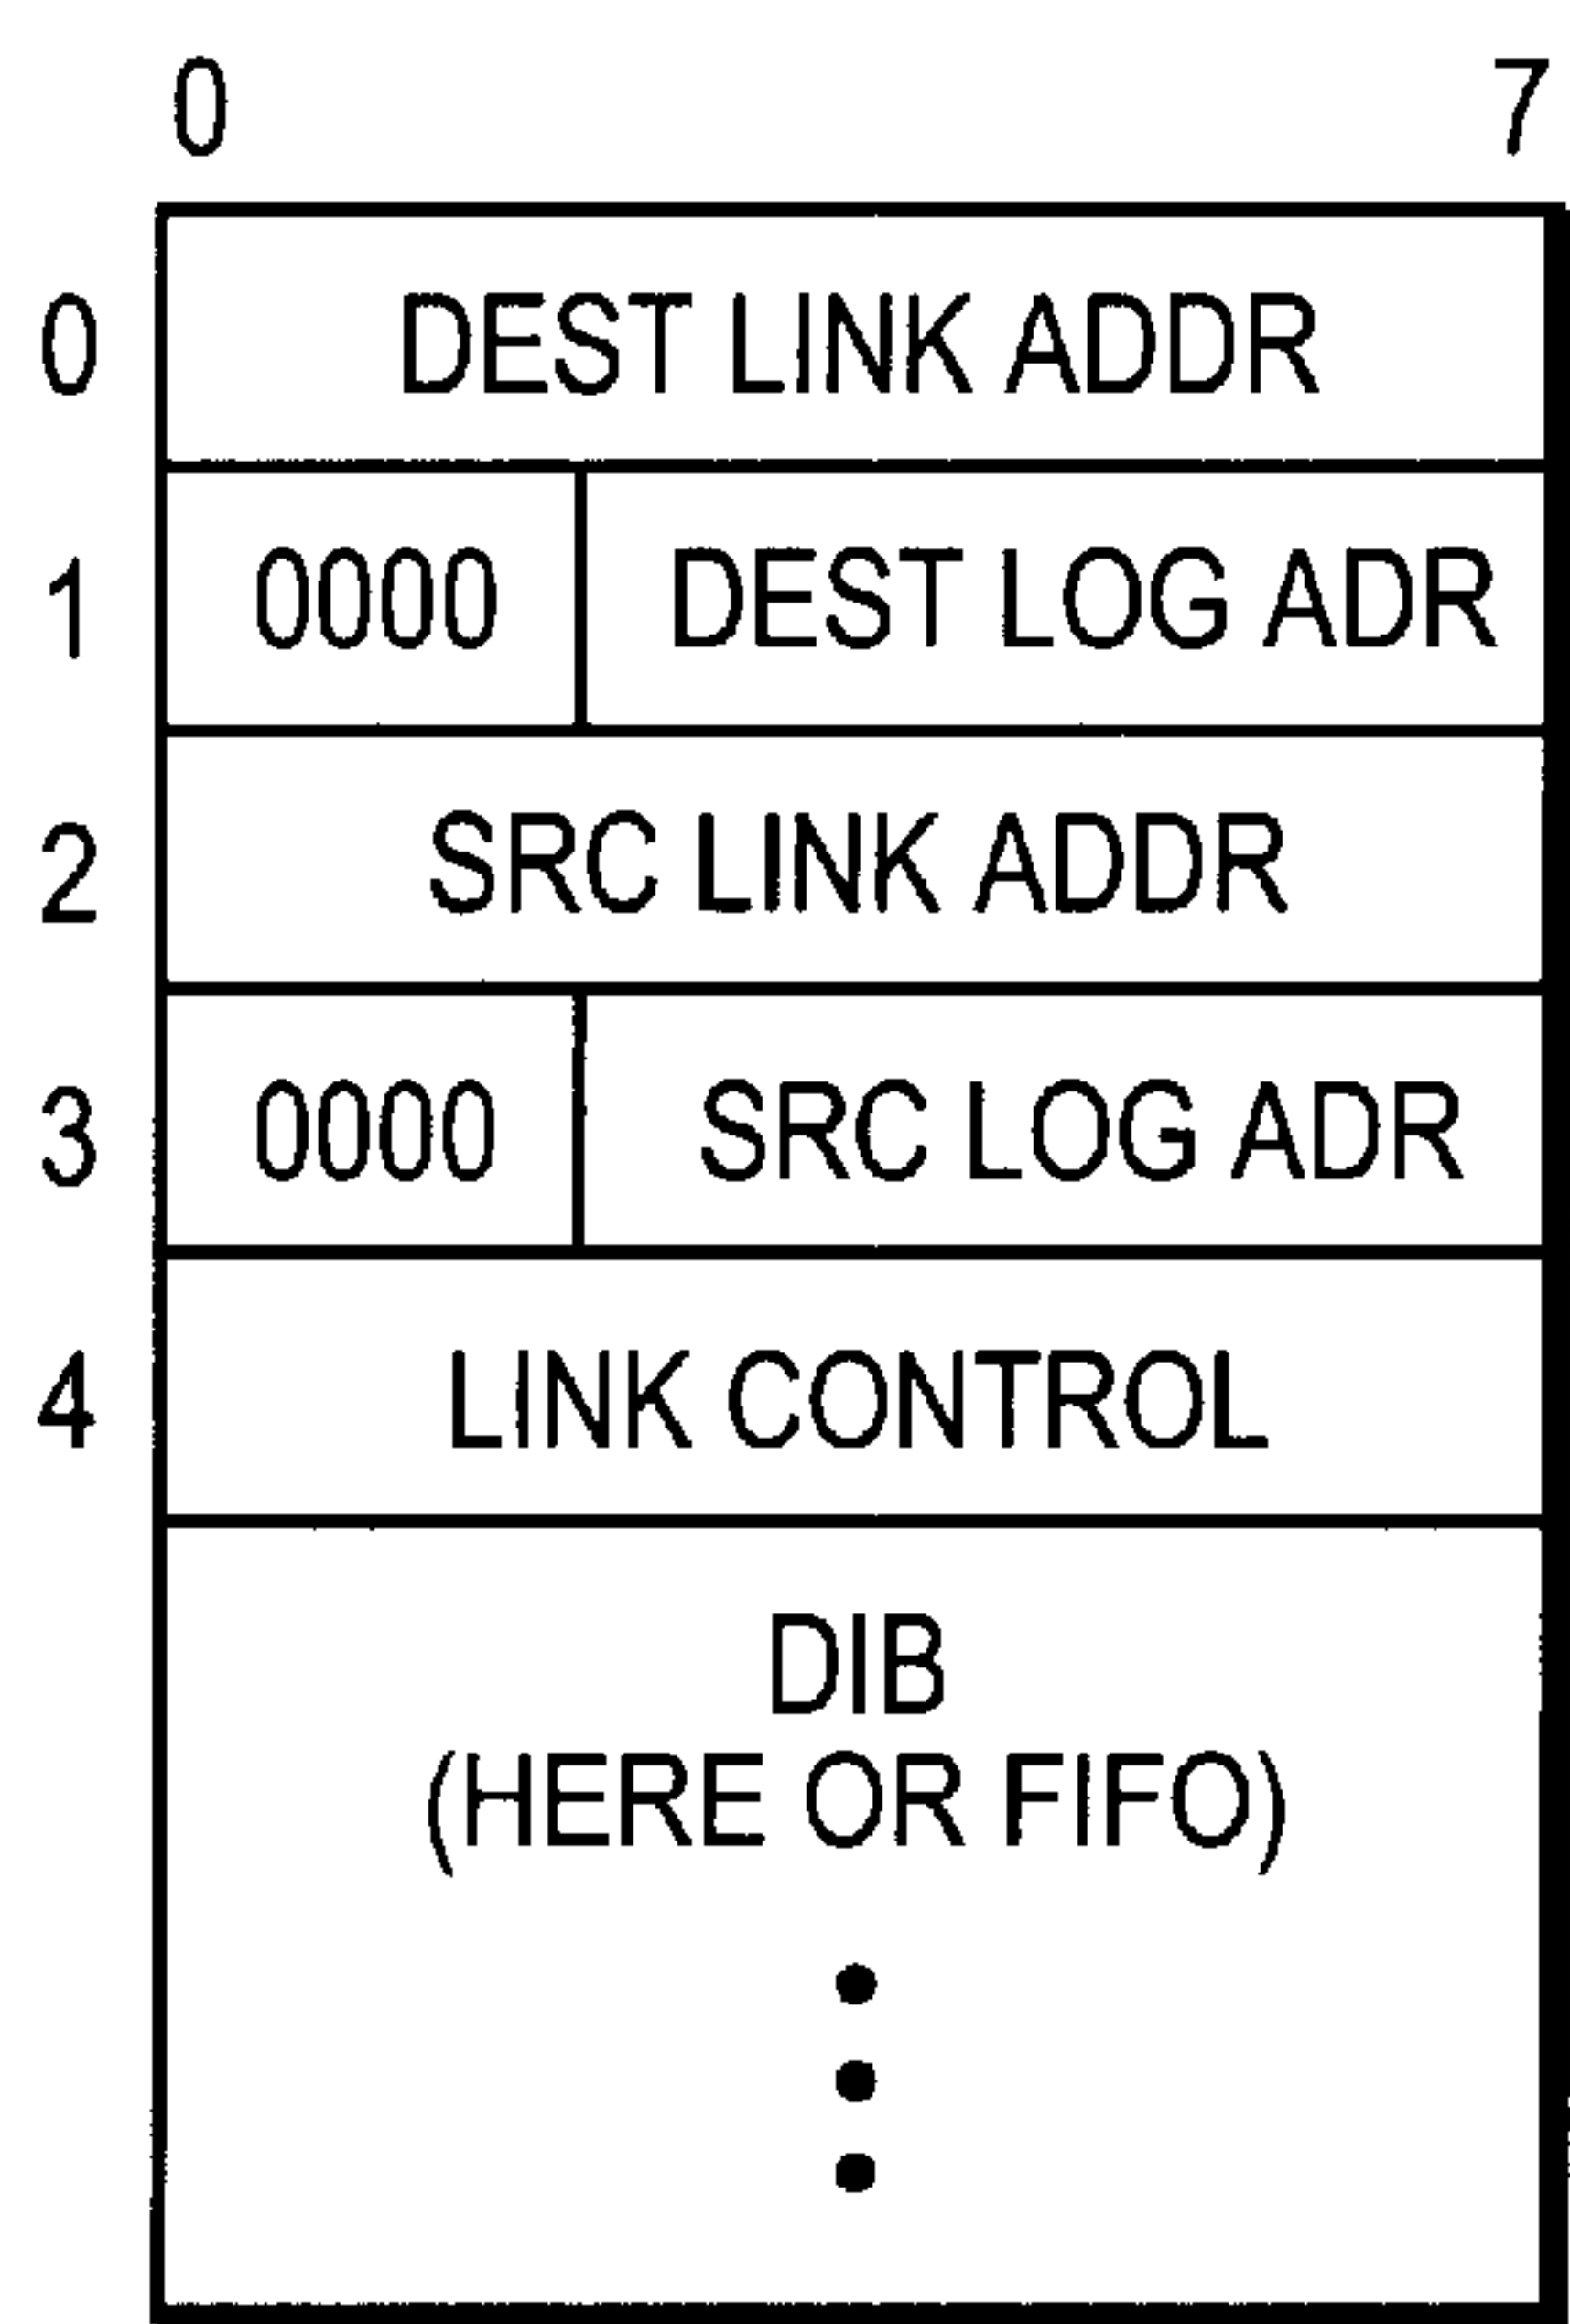 0 7
0 DEST LINK ADDR
1 0000 DEST LOG ADR
2 SRC LINK ADDR
3 0000 SRC LOG ADR
4 LINK CONTROL
DIB
(HERE OR FIFO)